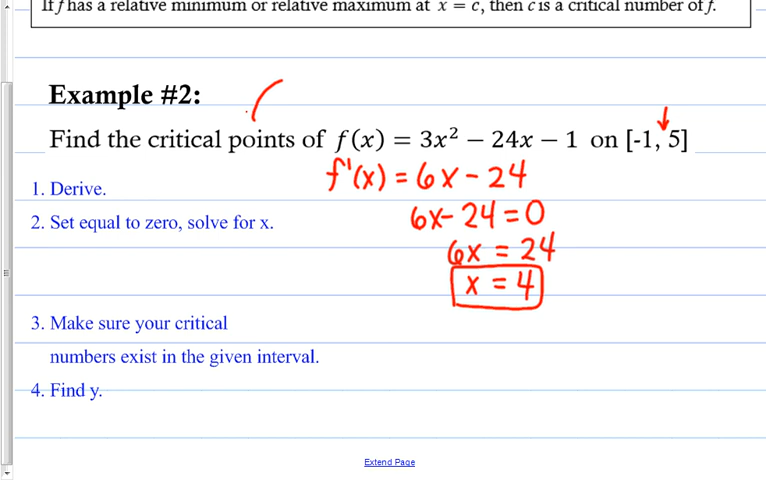 If f has a relative minimum or relative maximum at x = c, then c is a critical number of f.
Example #2:
Find the critical points of f(x) = 3x² − 24x − 1 on [-1, 5]
f'(x) = 6x − 24
1. Derive.
6x − 24 = 0
2. Set equal to zero, solve for x.
6x = 24
x = 4
3. Make sure your critical
numbers exist in the given interval.
4. Find y.
Extend Page